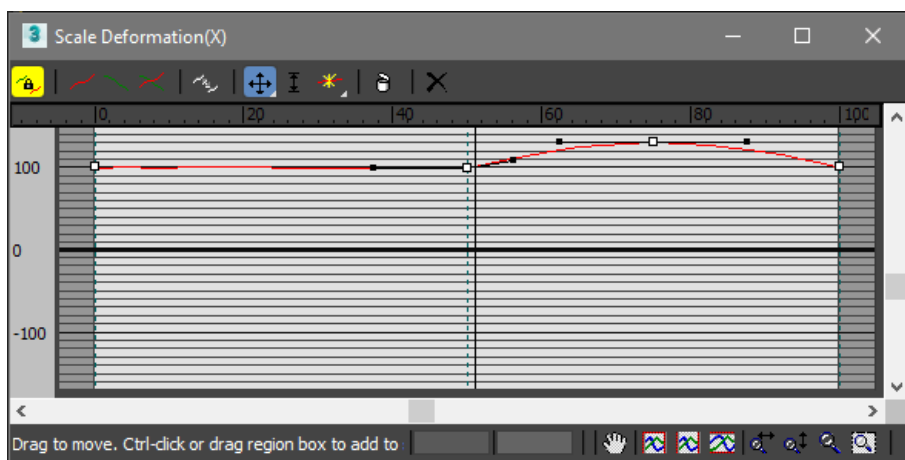 3 Scale Deformation(X)
0 20 40 60 80 100
100
0
-100
Drag to move. Ctrl-click or drag region box to add to